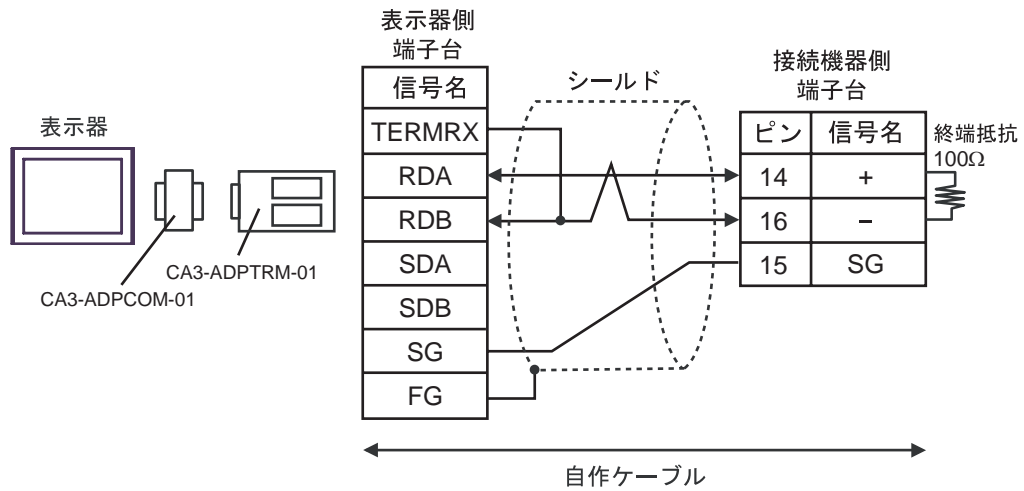 表示器
CA3-ADPCOM-01
CA3-ADPTRM-01
表示器側
端子台
信号名
TERMRX
RDA
RDB
SDA
SDB
SG
FG
シールド
接続機器側
端子台
ピン 信号名
14 +
16 −
15 SG
終端抵抗
100Ω
自作ケーブル